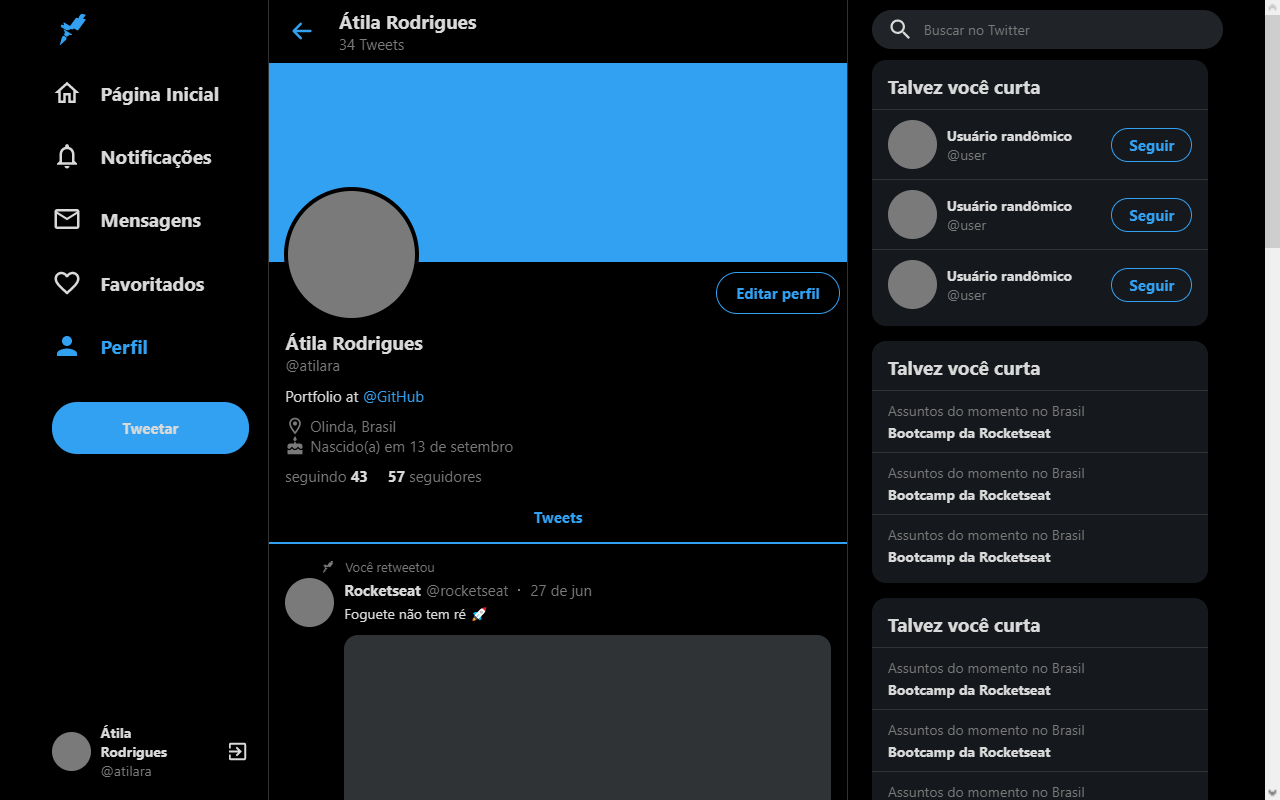 Página Inicial
Notificações
Mensagens
Favoritados
Perfil
Tweetar
Átila
Rodrigues
@atilara
Átila Rodrigues
34 Tweets
Editar perfil
Átila Rodrigues
@atilara
Portfolio at @GitHub
Olinda, Brasil
Nascido(a) em 13 de setembro
seguindo 43 57 seguidores
Tweets
Você retweetou
Rocketseat @rocketseat · 27 de jun
Foguete não tem ré 🚀
Buscar no Twitter
Talvez você curta
Usuário randômico
@user
Seguir
Usuário randômico
@user
Seguir
Usuário randômico
@user
Seguir
Talvez você curta
Assuntos do momento no Brasil
Bootcamp da Rocketseat
Assuntos do momento no Brasil
Bootcamp da Rocketseat
Assuntos do momento no Brasil
Bootcamp da Rocketseat
Talvez você curta
Assuntos do momento no Brasil
Bootcamp da Rocketseat
Assuntos do momento no Brasil
Bootcamp da Rocketseat
Assuntos do momento no Brasil